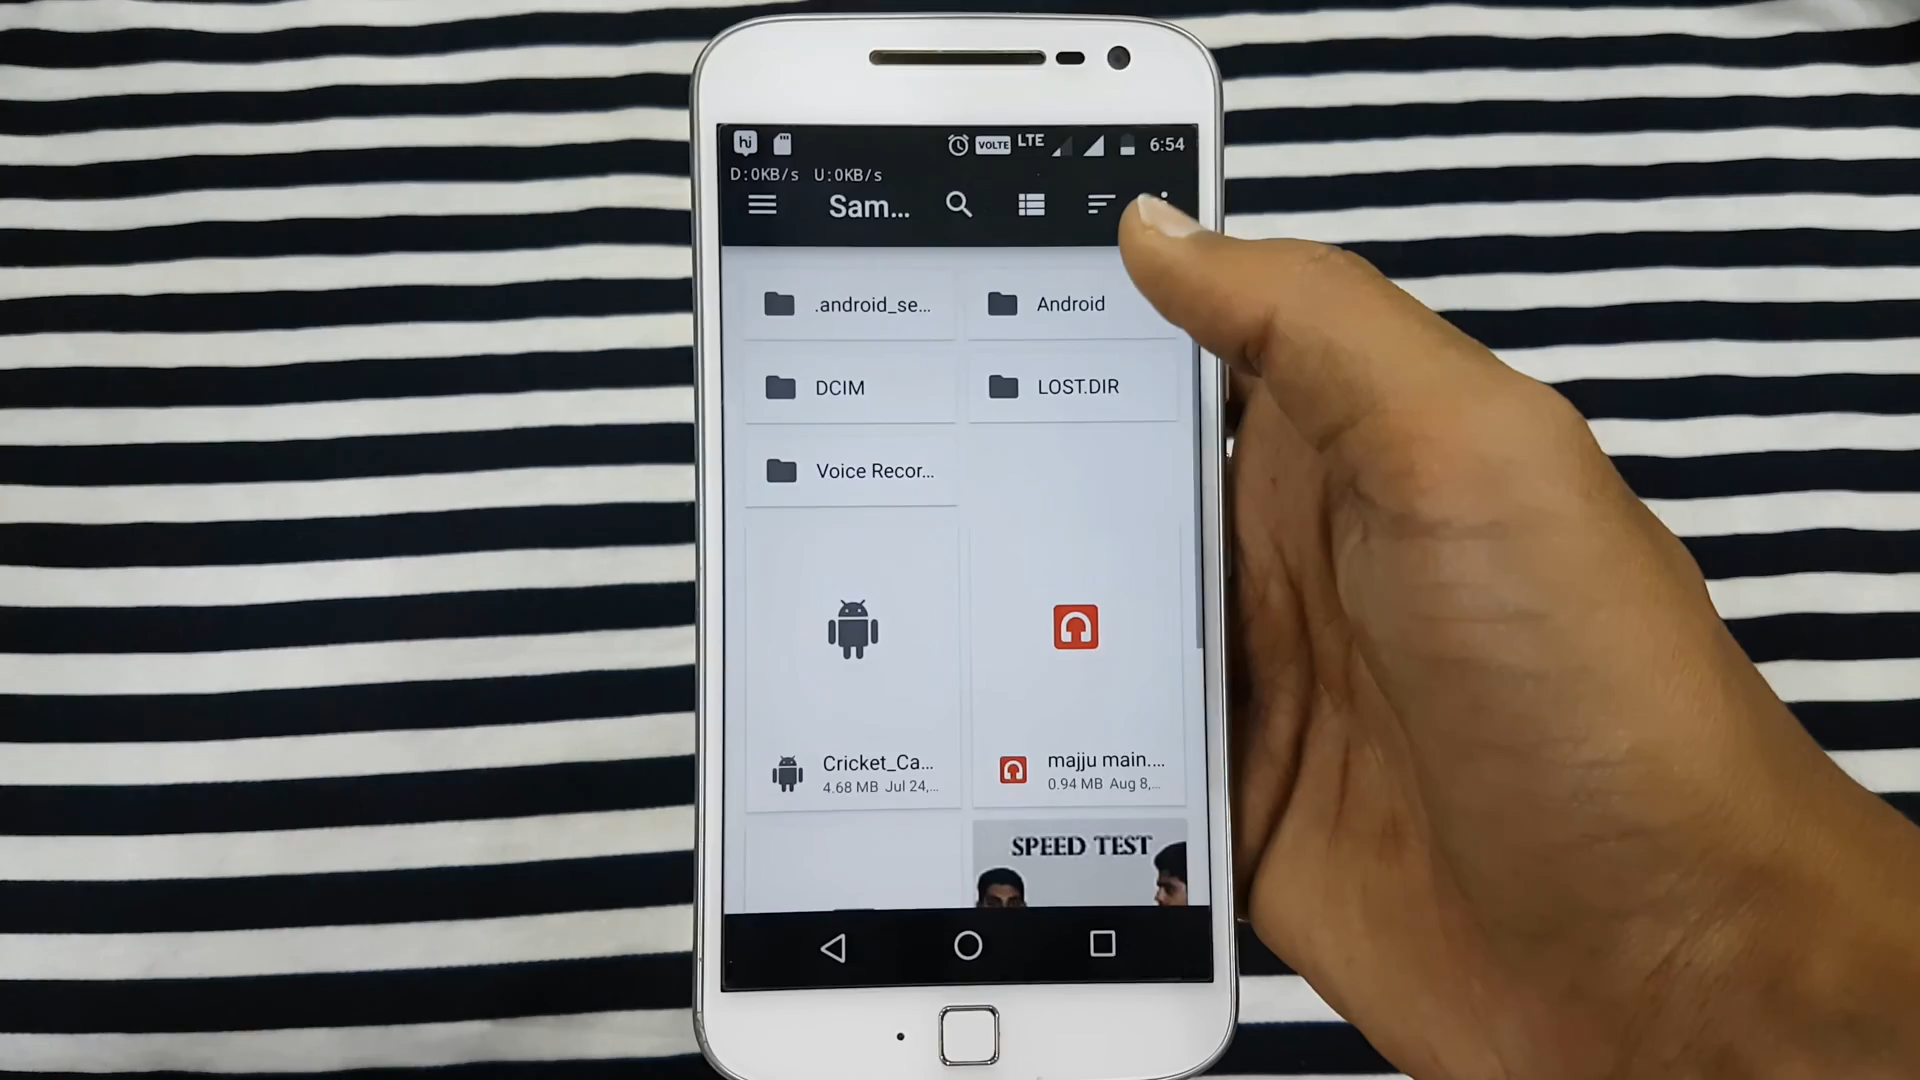 hi VOLTE LTE 6:54
D:0KB/s U:0KB/s
Sam...
.android_se... Android
DCIM LOST.DIR
Voice Recor...
Cricket_Ca... majju main....
4.68 MB Jul 24,... 0.94 MB Aug 8,...
SPEED TEST